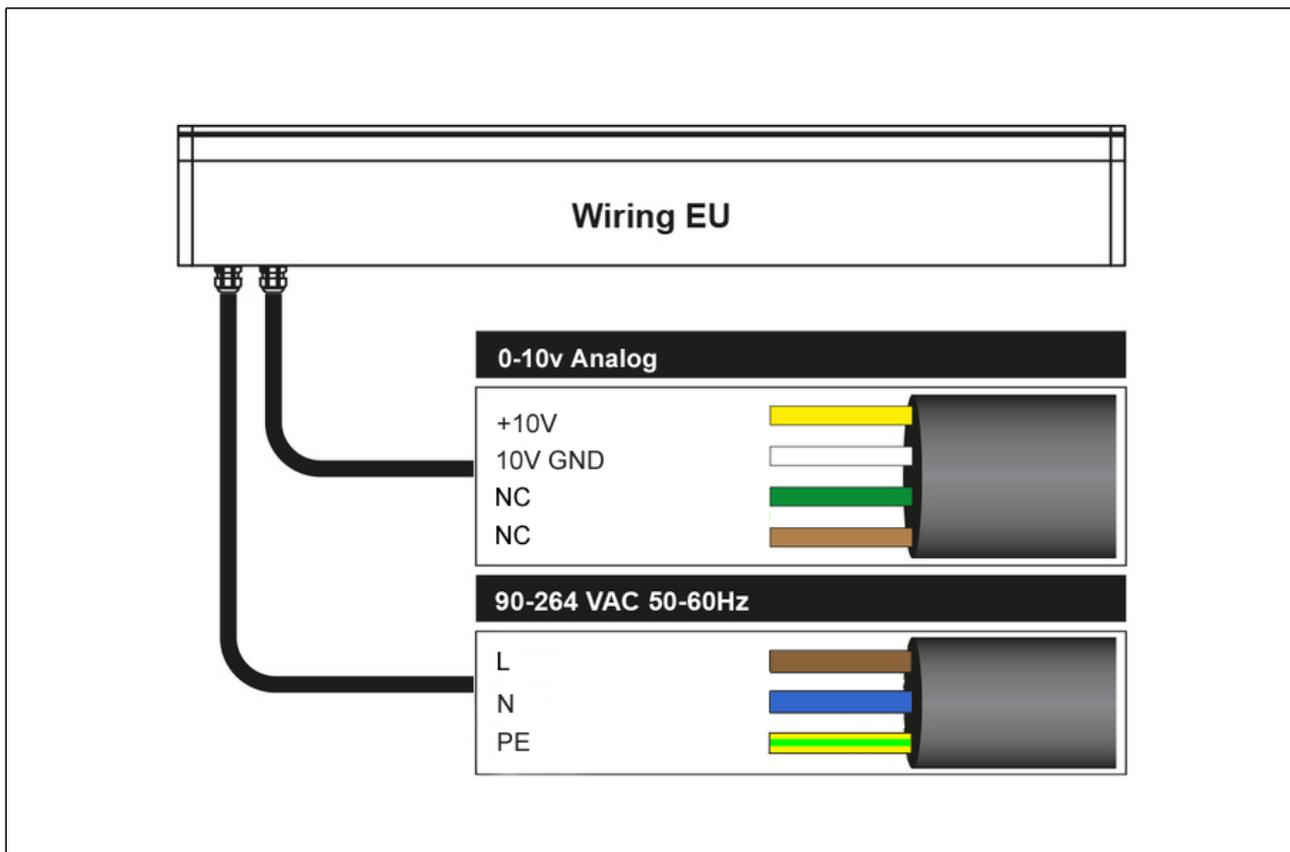 Wiring EU
0-10v Analog
+10V
10V GND
NC
NC
90-264 VAC 50-60Hz
L
N
PE